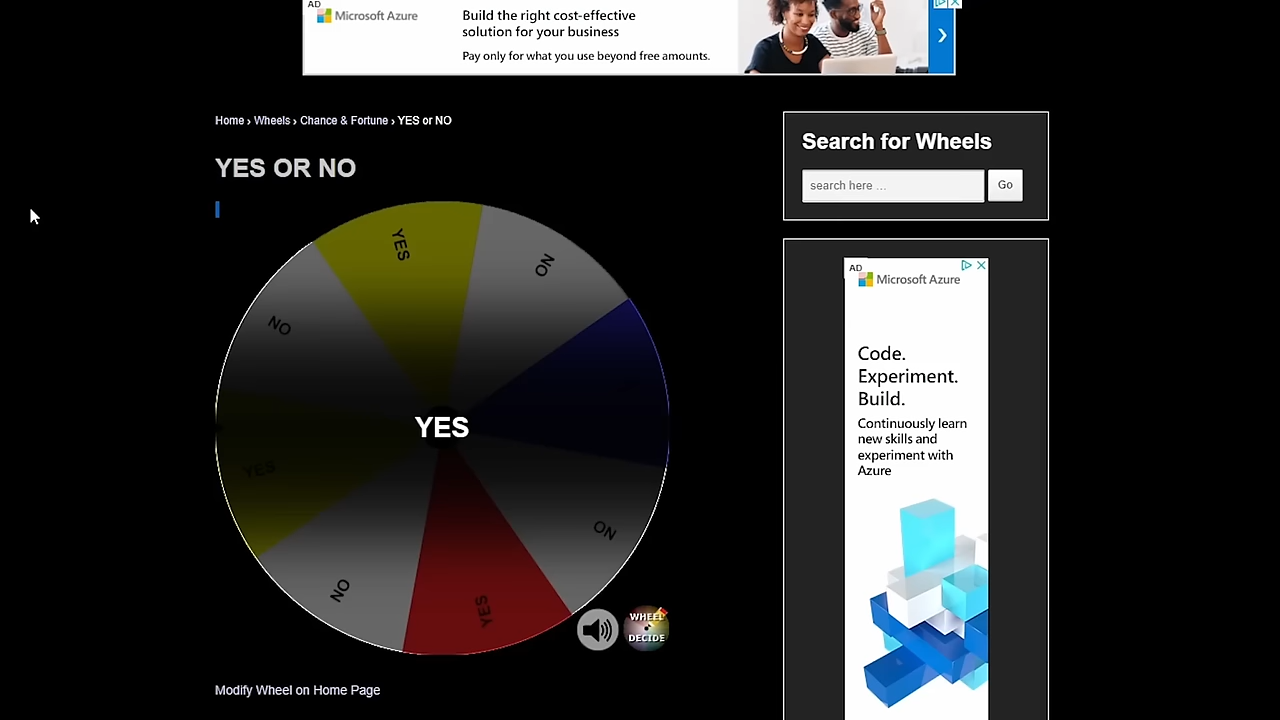 AD
Microsoft Azure
Build the right cost-effective
solution for your business
Pay only for what you use beyond free amounts.
Home › Wheels › Chance & Fortune › YES or NO
YES OR NO
YES
NO
NO
YES
YES
NO
NO
YES
WHEEL
DECIDE
Modify Wheel on Home Page
Search for Wheels
search here ...
Go
AD
Microsoft Azure
Code.
Experiment.
Build.
Continuously learn
new skills and
experiment with
Azure